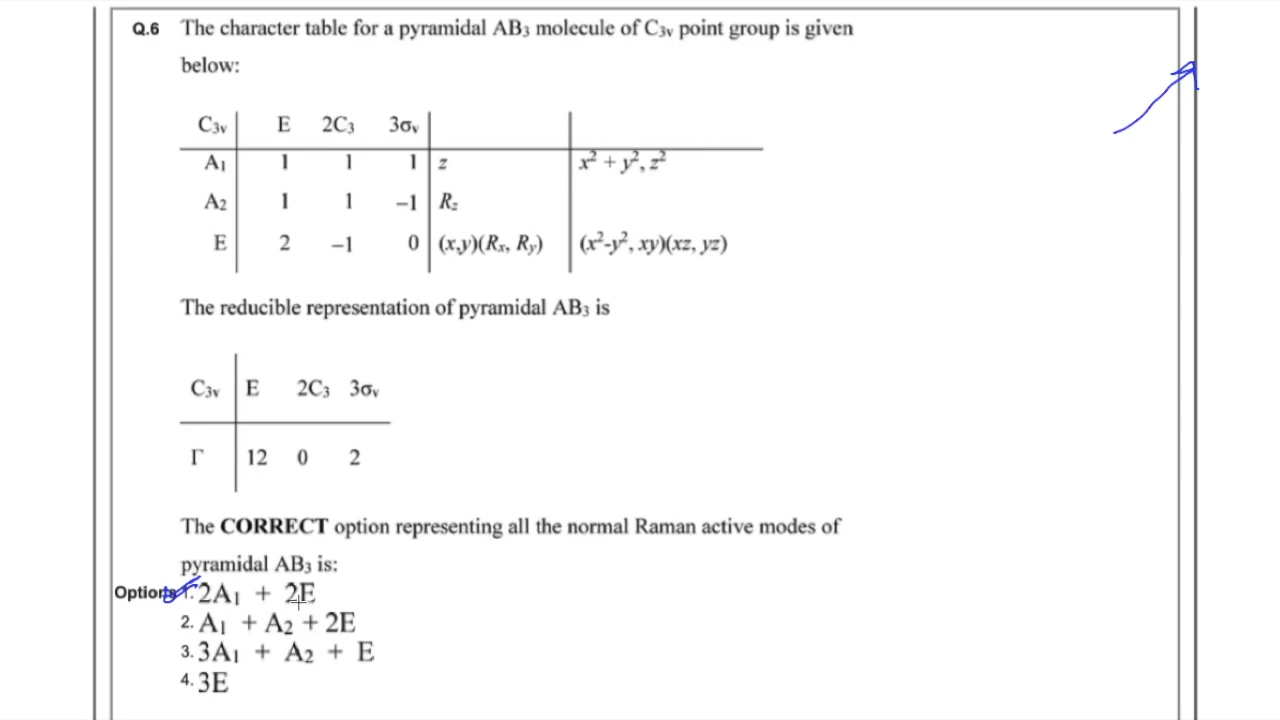 Q.6 The character table for a pyramidal AB₃ molecule of C₃ᵥ point group is given
below:
C₃ᵥ E 2C₃ 3σᵥ
A₁ 1 1 1 z x² + y², z²
A₂ 1 1 –1 R_z
E 2 –1 0 (x,y)(Rₓ, R_y) (x²-y², xy)(xz, yz)
The reducible representation of pyramidal AB₃ is
C₃ᵥ E 2C₃ 3σᵥ
Γ 12 0 2
The CORRECT option representing all the normal Raman active modes of
pyramidal AB₃ is:
Options 1. 2A₁ + 2E
2. A₁ + A₂ + 2E
3. 3A₁ + A₂ + E
4. 3E